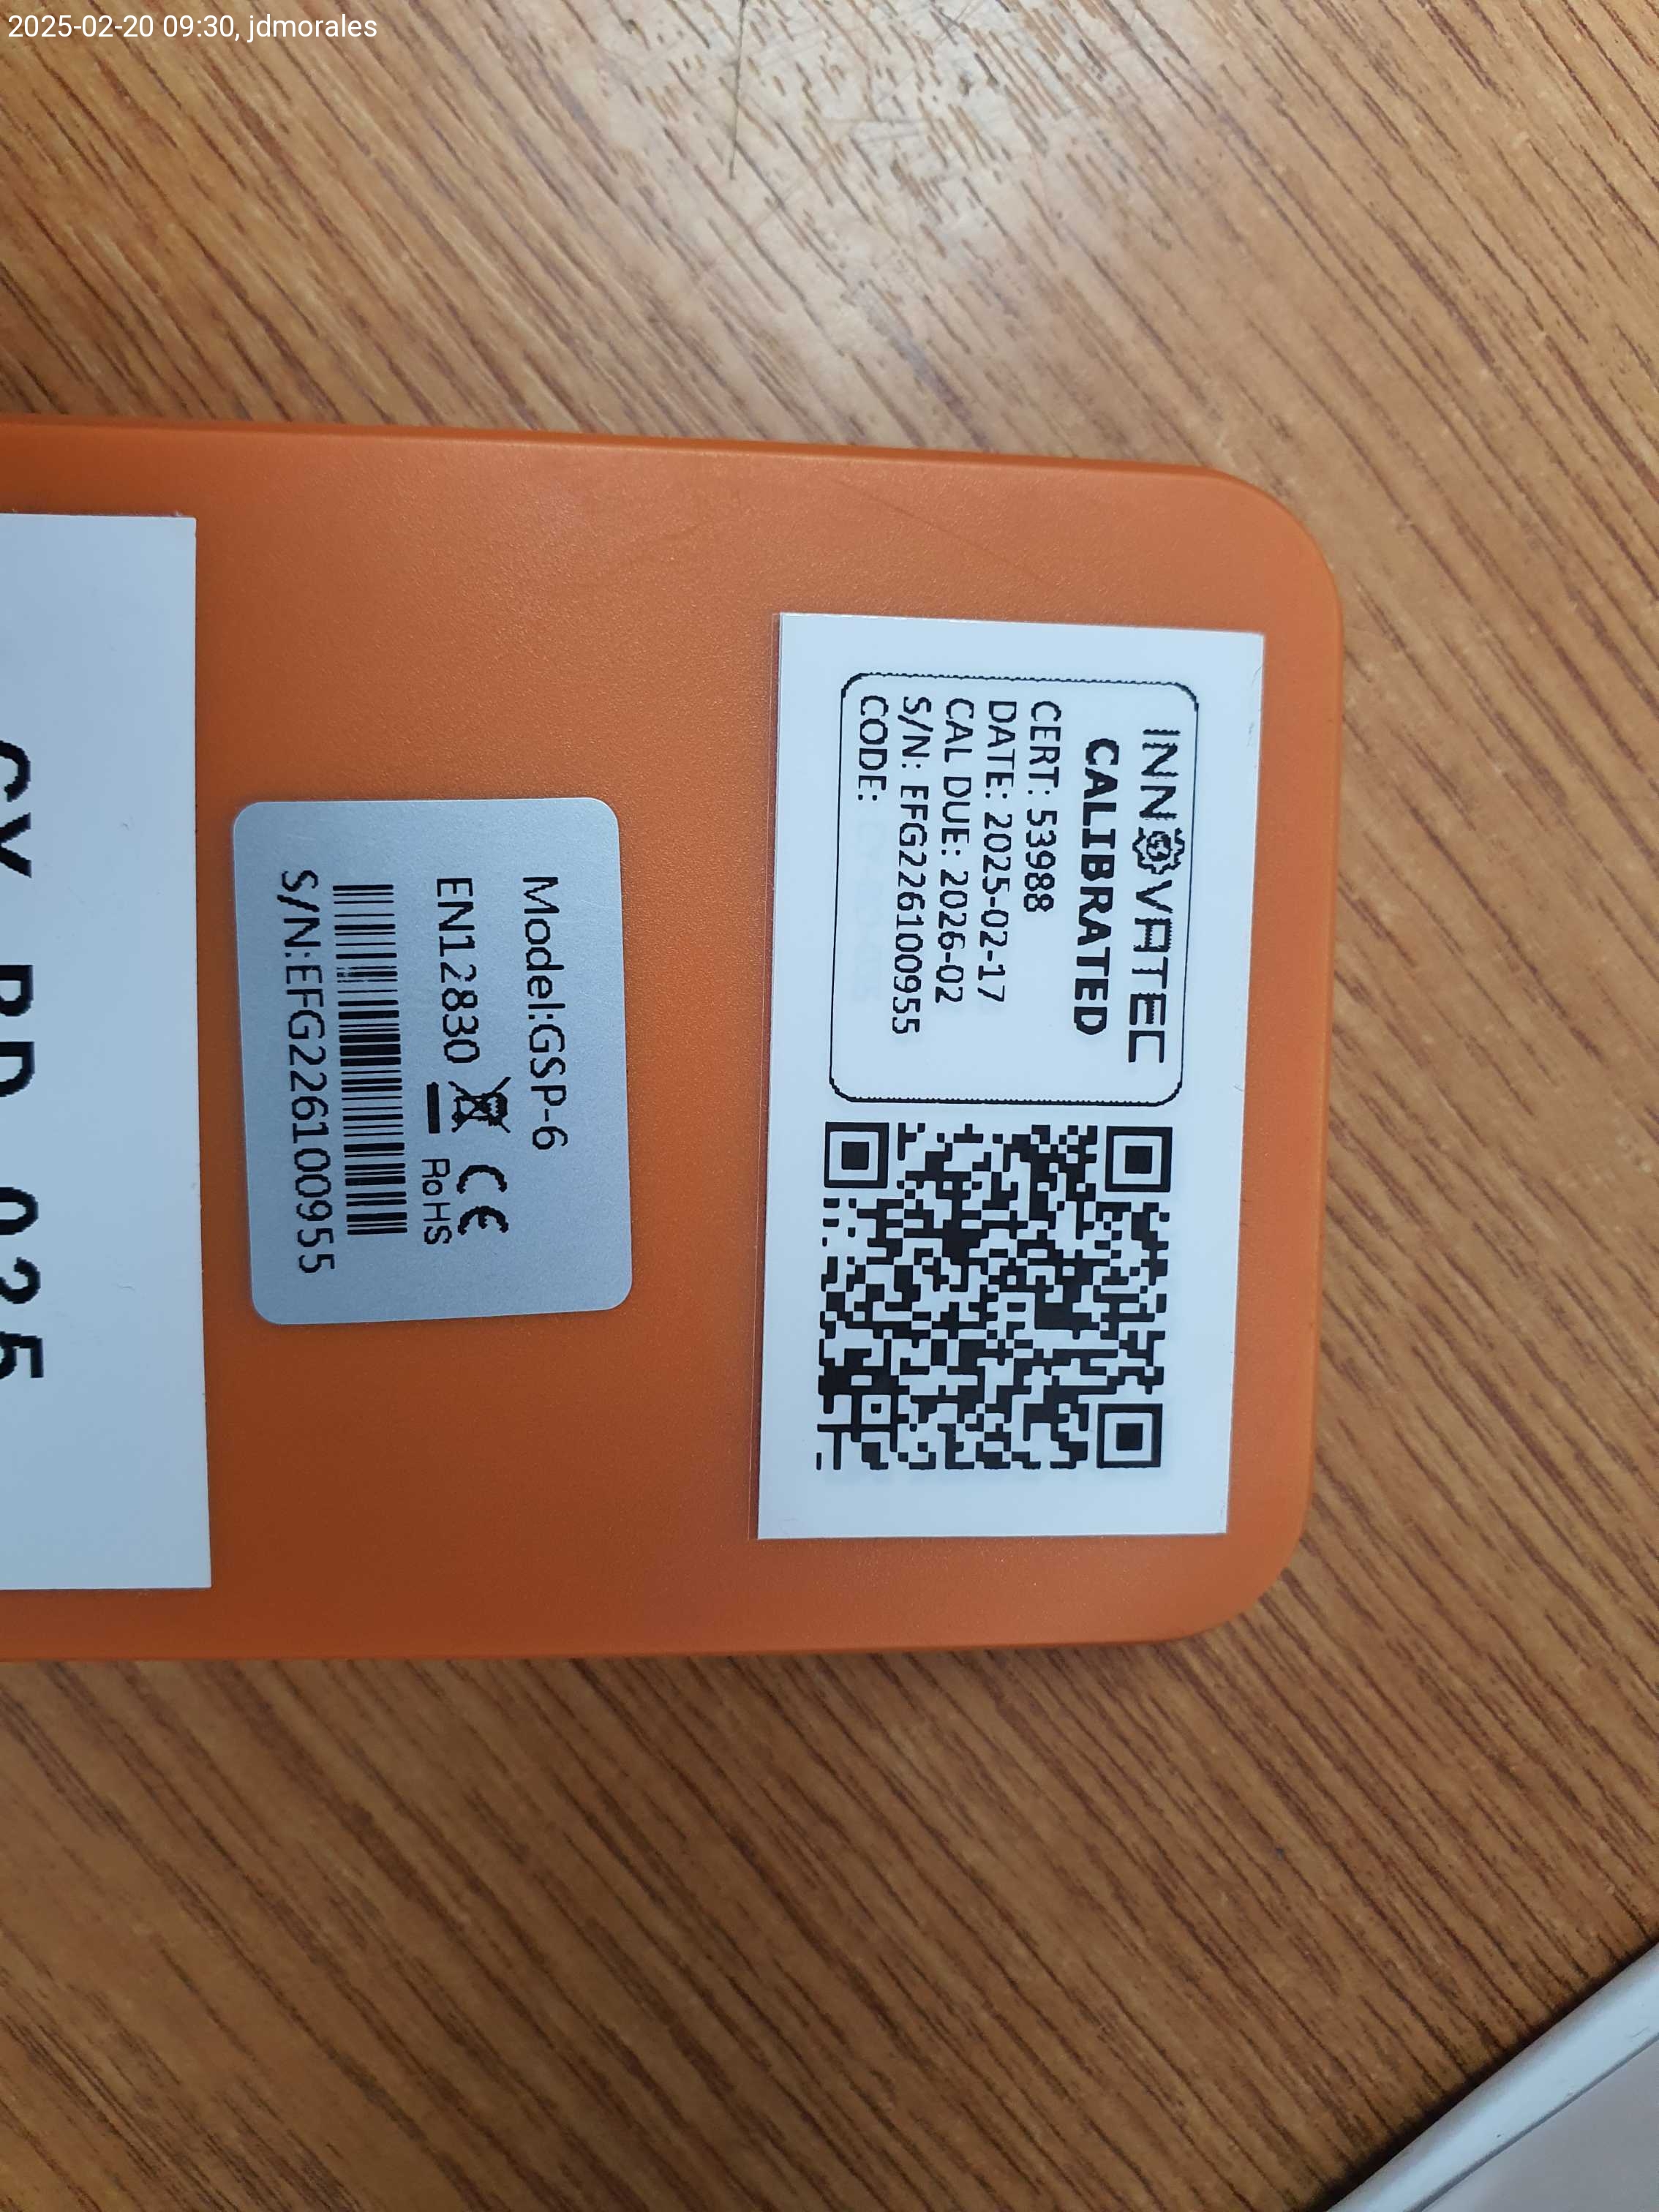 2025-02-20 09:30, jdmorales
INNOVATEC
CALIBRATED
CERT: 53988
DATE: 2025-02-17
CAL DUE: 2026-02
S/N: EFG226100955
CODE:
Model:GSP-6
EN12830 CE
RoHS
S/N:EFG226100955